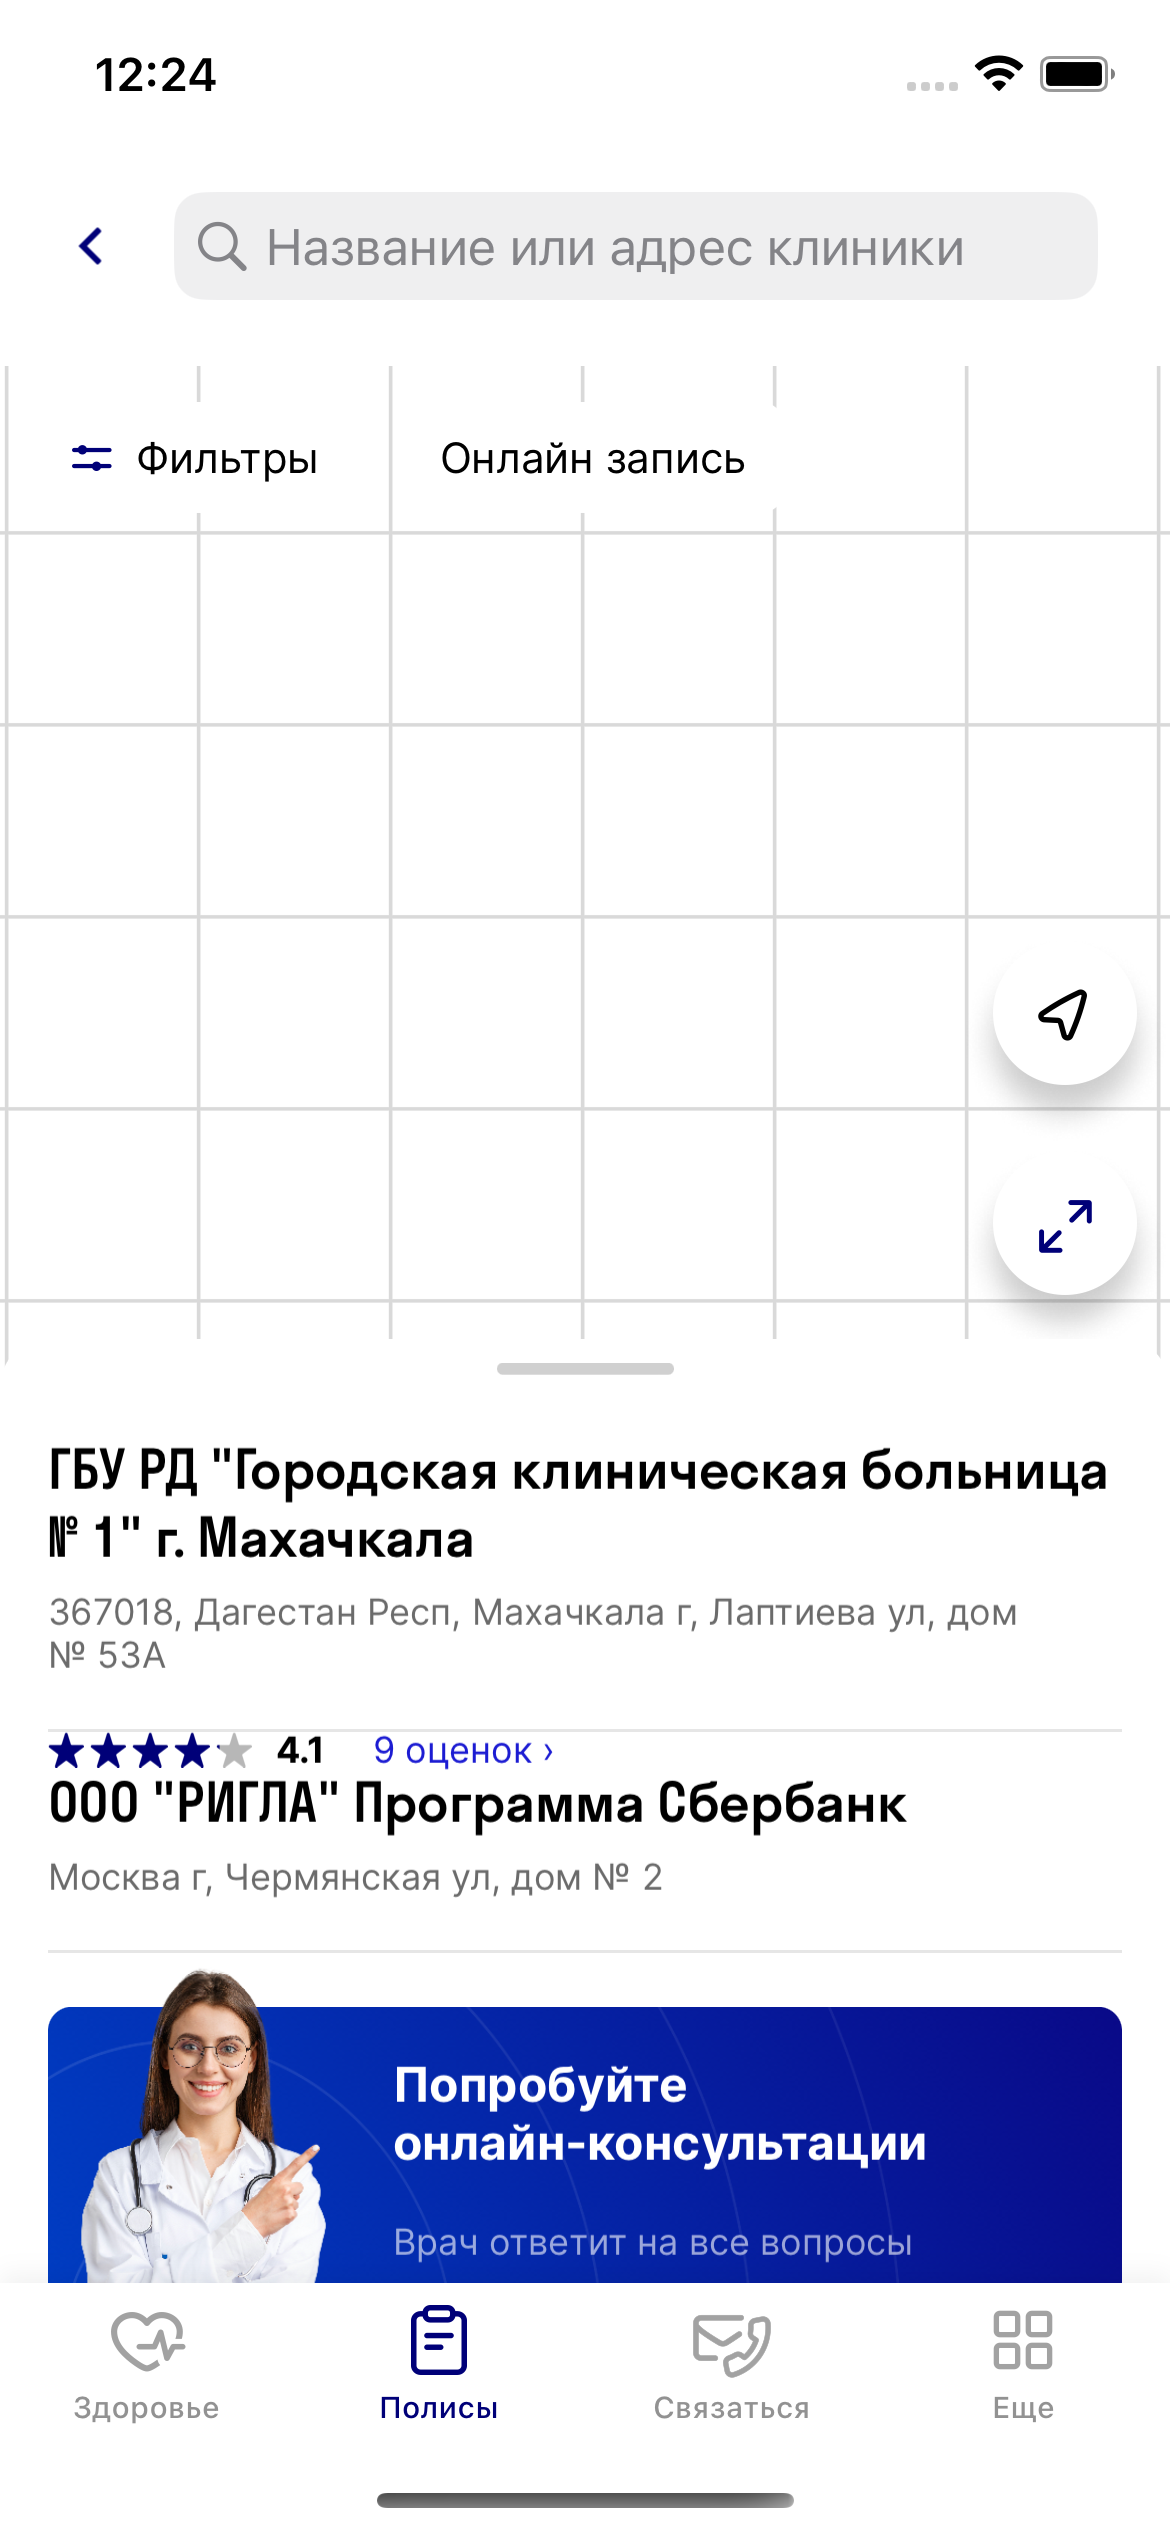 12:24
Название или адрес клиники
Фильтры
Онлайн запись
ГБУ РД "Городская клиническая больница
№ 1" г. Махачкала
367018, Дагестан Респ, Махачкала г, Лаптиева ул, дом
№ 53А
4.1 9 оценок ›
ООО "РИГЛА" Программа Сбербанк
Москва г, Чермянская ул, дом № 2
Попробуйте
онлайн-консультации
Врач ответит на все вопросы
Здоровье
Полисы
Связаться
Еще